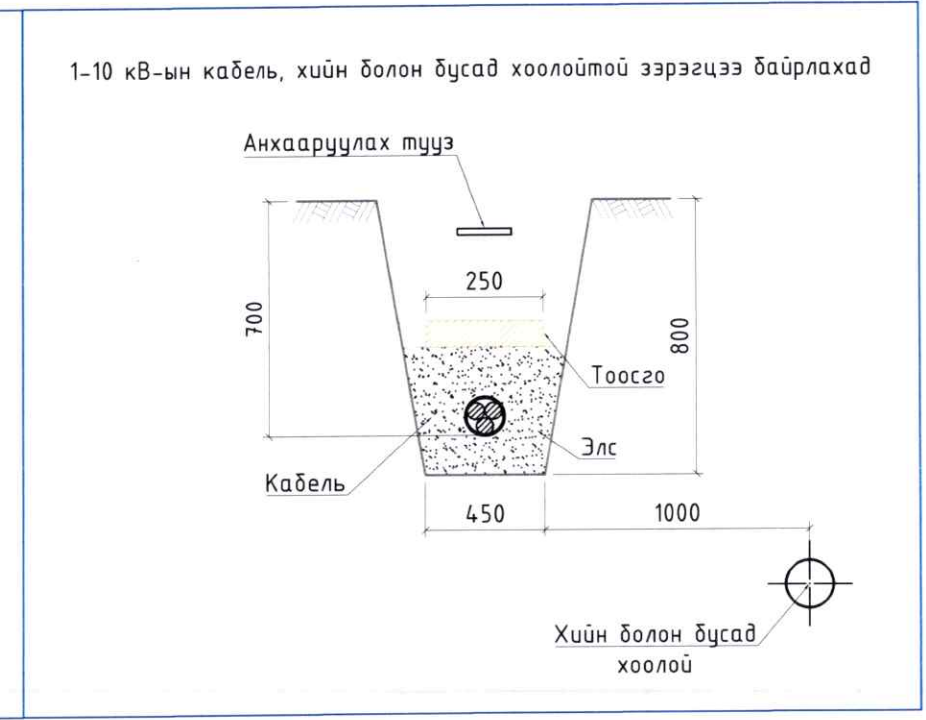 1-10 кВ-ын кабель, хийн болон бусад хоолойтой зэрэгцээ байрлахад
Анхааруулах тууз
250
700
800
Тоосго
Элс
Кабель
450
1000
Хийн болон бусад
хоолой